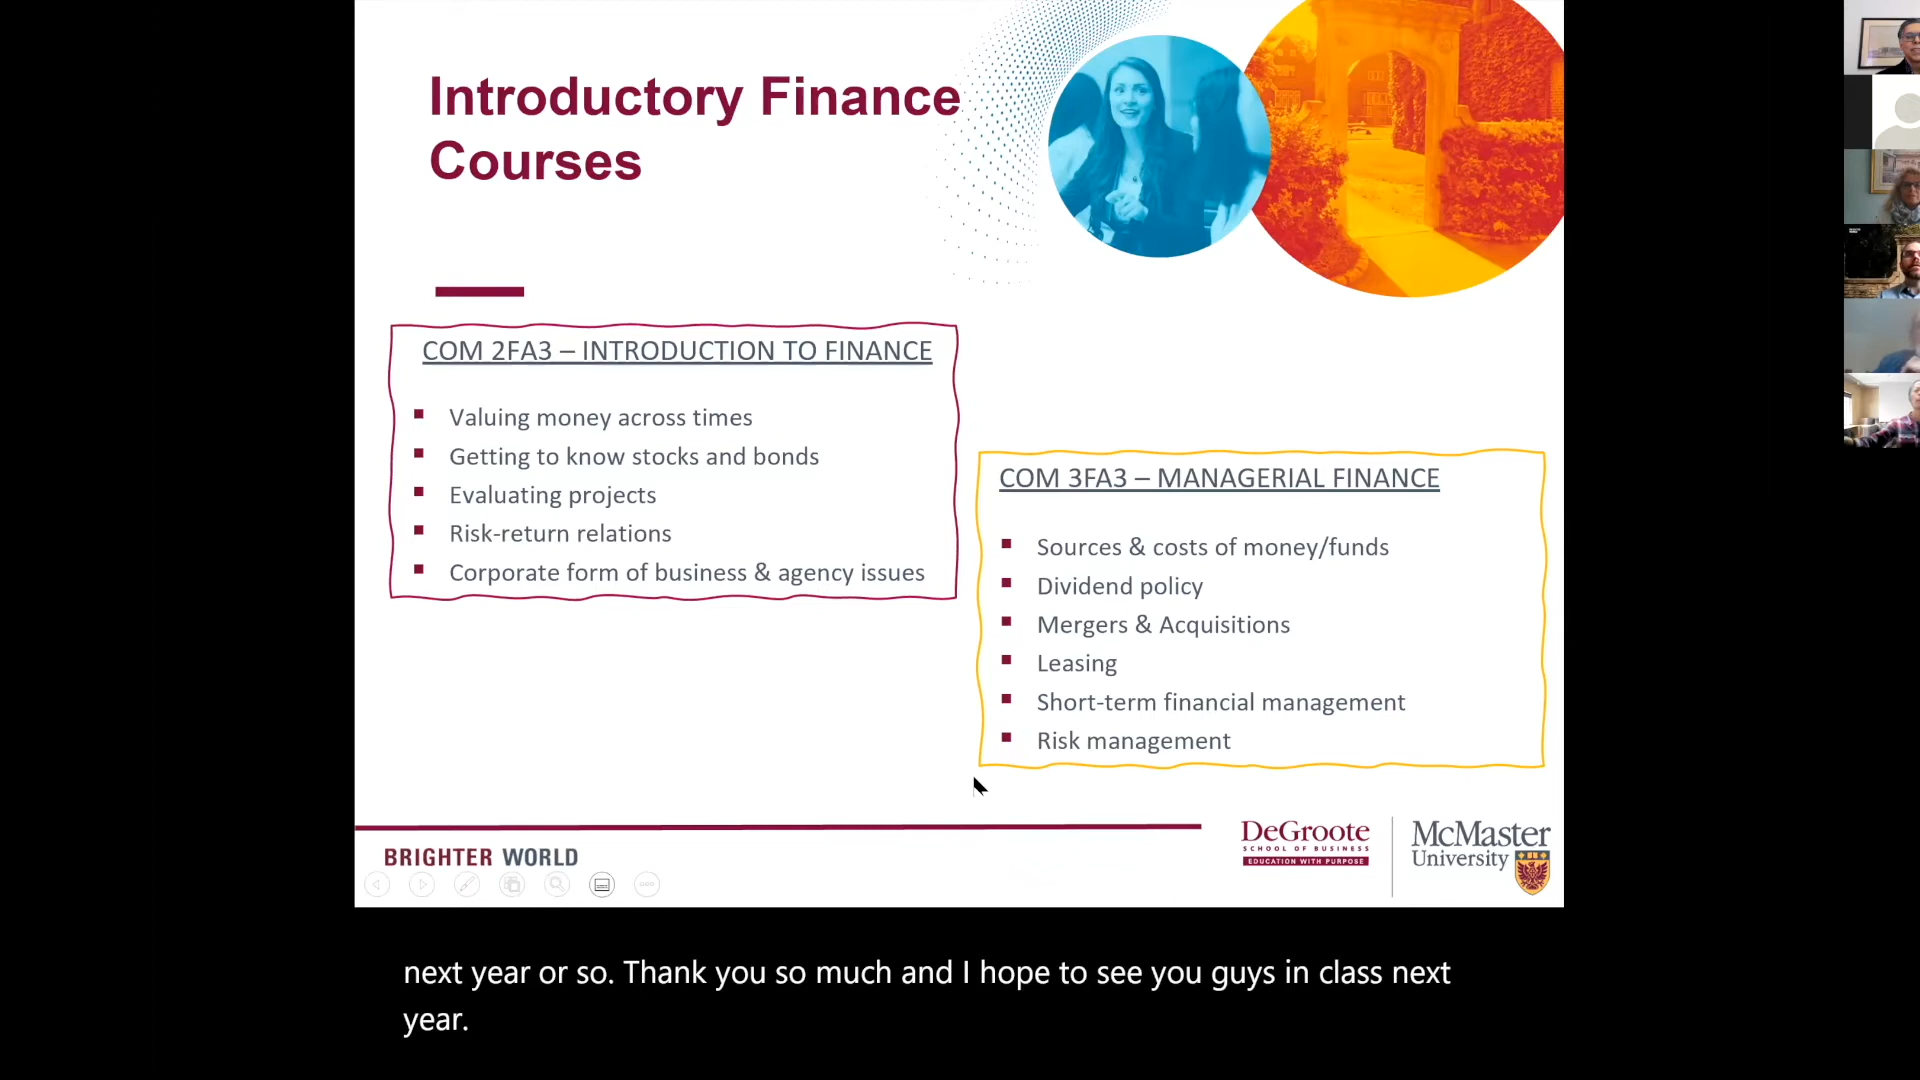 Introductory Finance
Courses
COM 2FA3 – INTRODUCTION TO FINANCE
Valuing money across times
Getting to know stocks and bonds
Evaluating projects
Risk-return relations
Corporate form of business & agency issues
COM 3FA3 – MANAGERIAL FINANCE
Sources & costs of money/funds
Dividend policy
Mergers & Acquisitions
Leasing
Short-term financial management
Risk management
BRIGHTER WORLD
DeGroote
SCHOOL OF BUSINESS
EDUCATION WITH PURPOSE
McMaster
University
next year or so. Thank you so much and I hope to see you guys in class next
year.